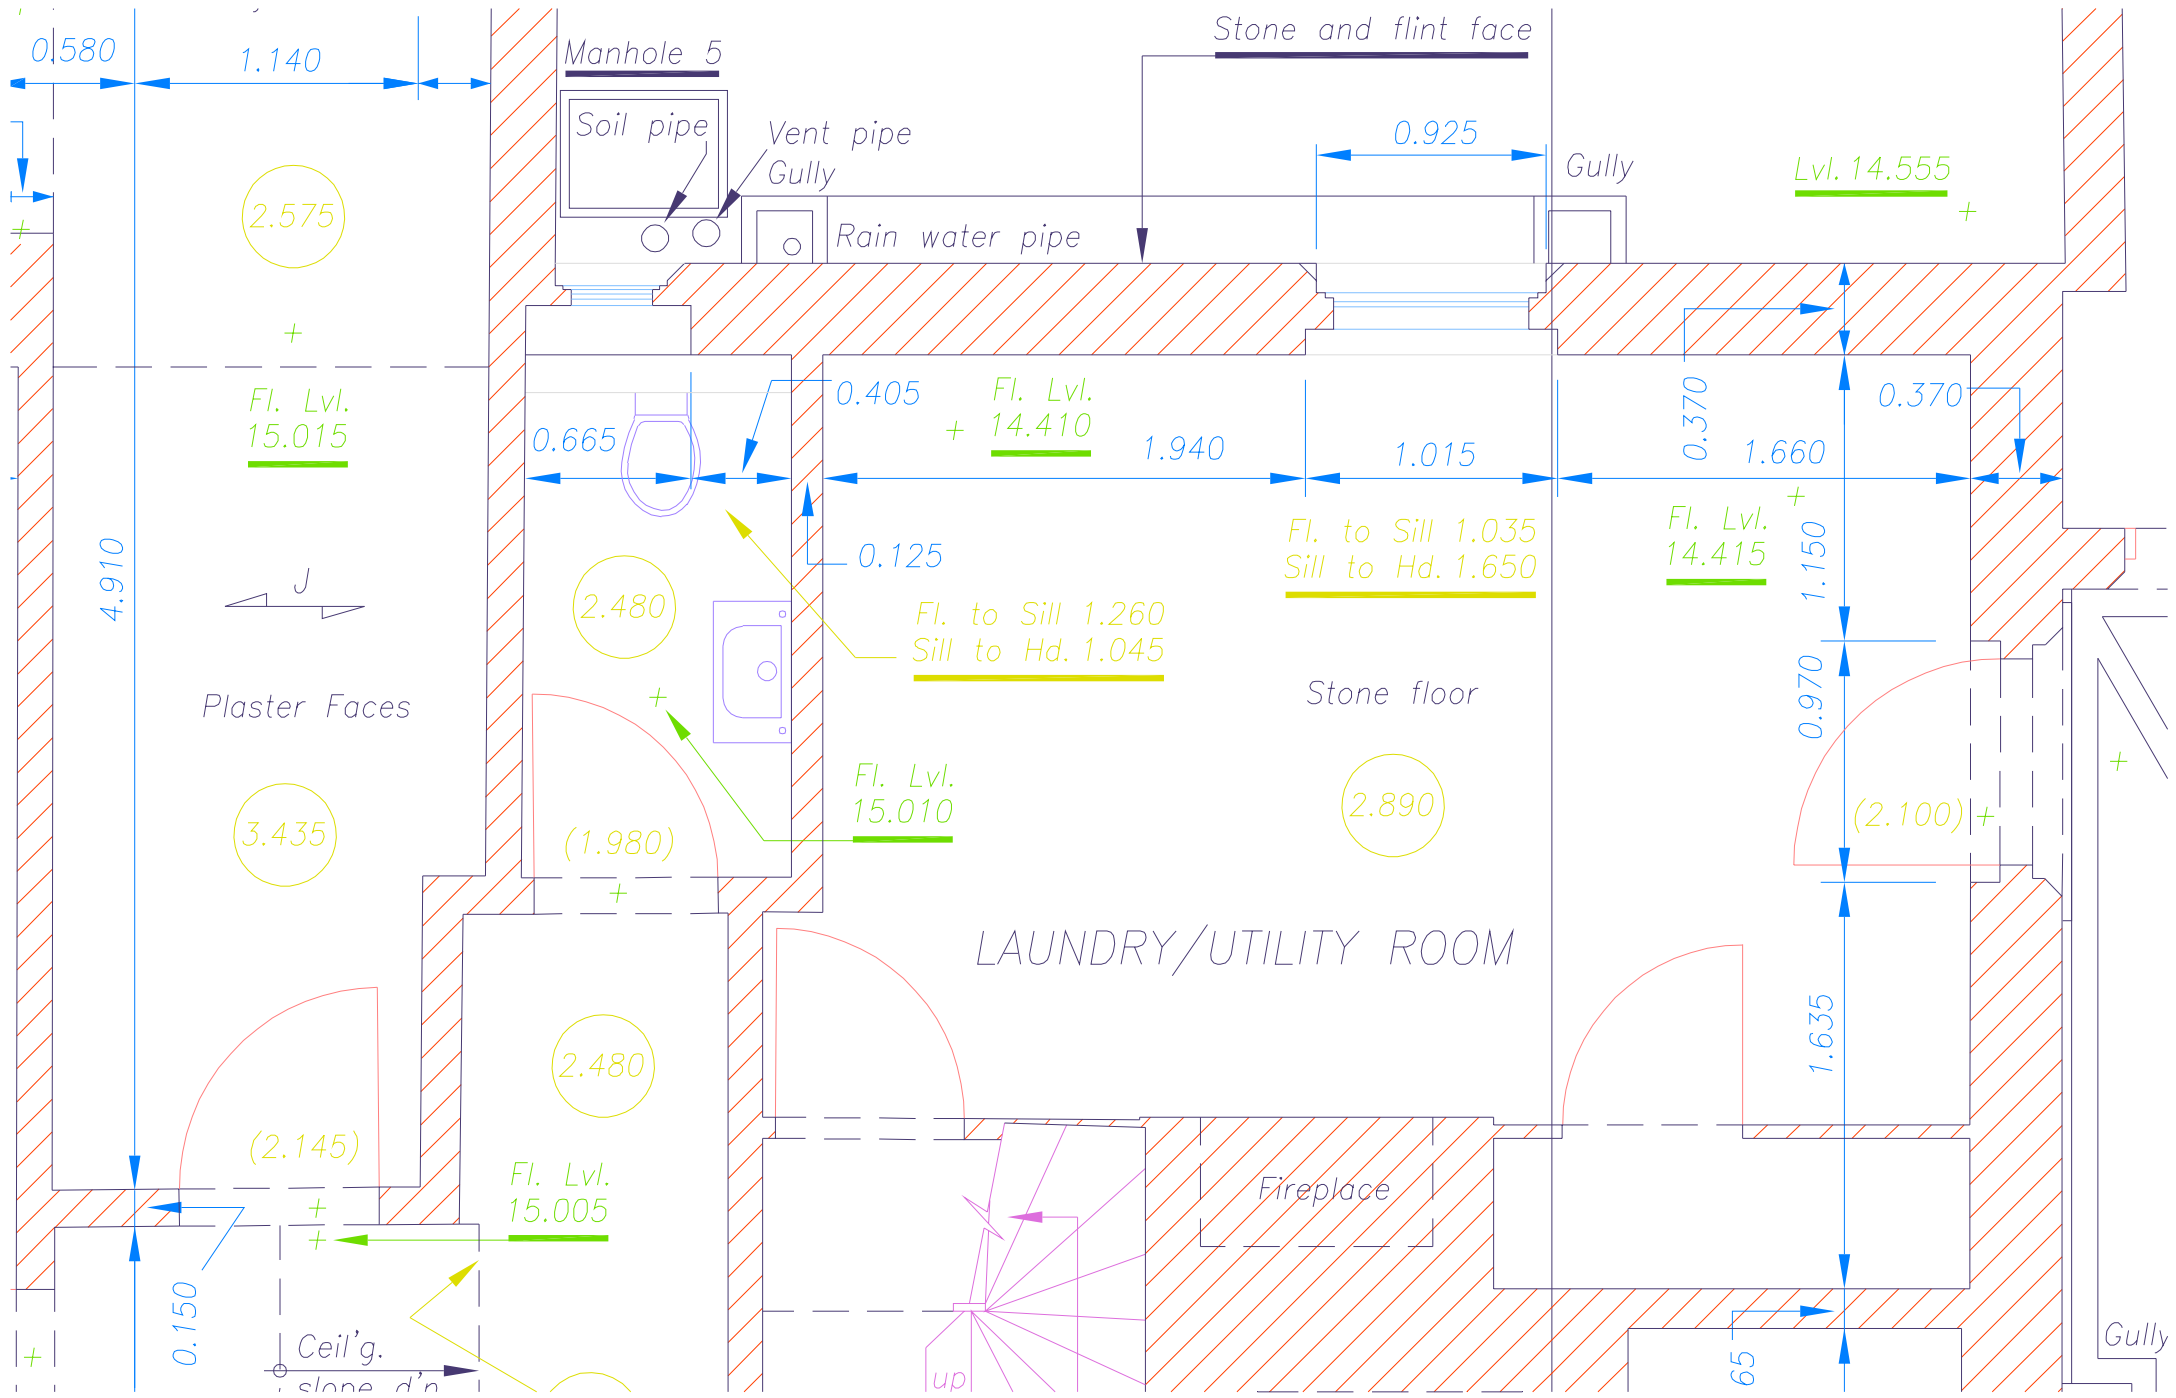 0.580
1.140
Manhole 5
Soil pipe
Vent pipe
Gully
Rain water pipe
Stone and flint face
0.925
Gully
Lvl. 14.555
2.575
Fl. Lvl.
15.015
0.665
0.405
Fl. Lvl.
14.410
1.940
1.015
0.370
1.660
0.370
4.910
J
2.480
0.125
Fl. to Sill 1.260
Sill to Hd. 1.045
Fl. to Sill 1.035
Sill to Hd. 1.650
Fl. Lvl.
14.415
1.150
Plaster Faces
Stone floor
0.970
3.435
(1.980)
Fl. Lvl.
15.010
2.890
(2.100)
LAUNDRY/UTILITY ROOM
2.480
1.635
(2.145)
Fl. Lvl.
15.005
Fireplace
0.150
Ceil'g.
slope d'n
up
65
Gully